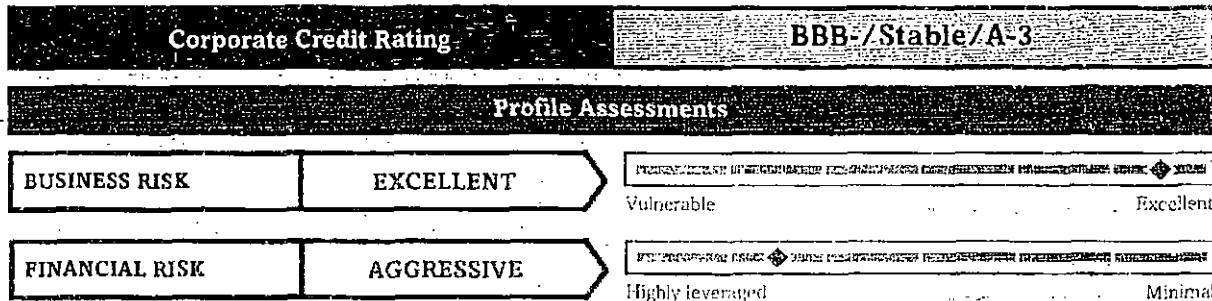 Corporate Credit Rating BBB-/Stable/A-3
Profile Assessments
BUSINESS RISK EXCELLENT
Vulnerable Excellent
FINANCIAL RISK AGGRESSIVE
Highly leveraged Minimal